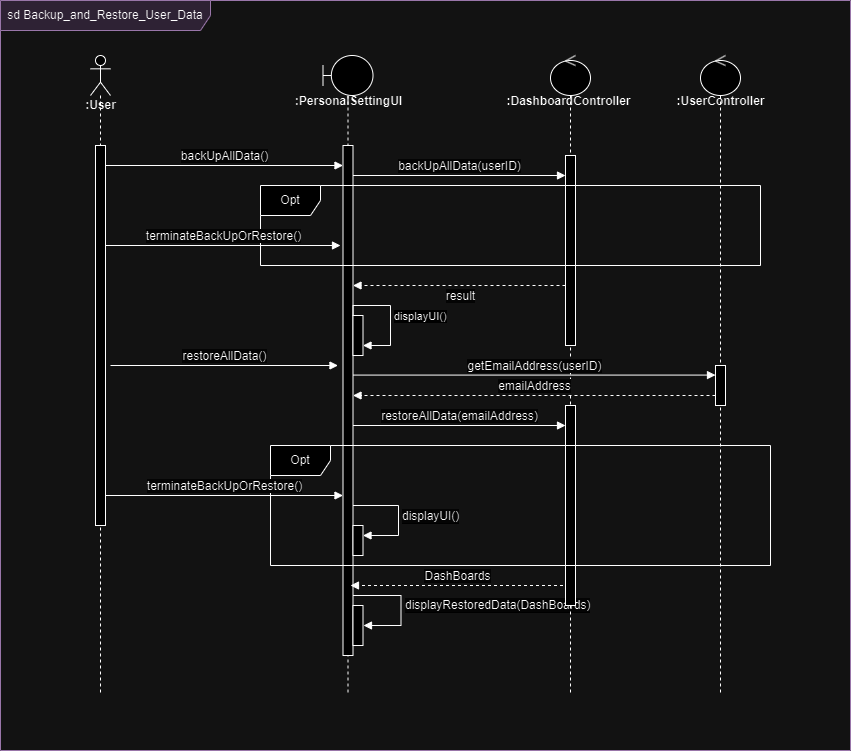 sd Backup_and_Restore_User_Data
:User
:PersonalSettingUI
:DashboardController
:UserController
backUpAllData()
backUpAllData(userID)
Opt
terminateBackUpOrRestore()
result
displayUI()
restoreAllData()
getEmailAddress(userID)
emailAddress
restoreAllData(emailAddress)
Opt
terminateBackUpOrRestore()
displayUI()
DashBoards
displayRestoredData(DashBoards)